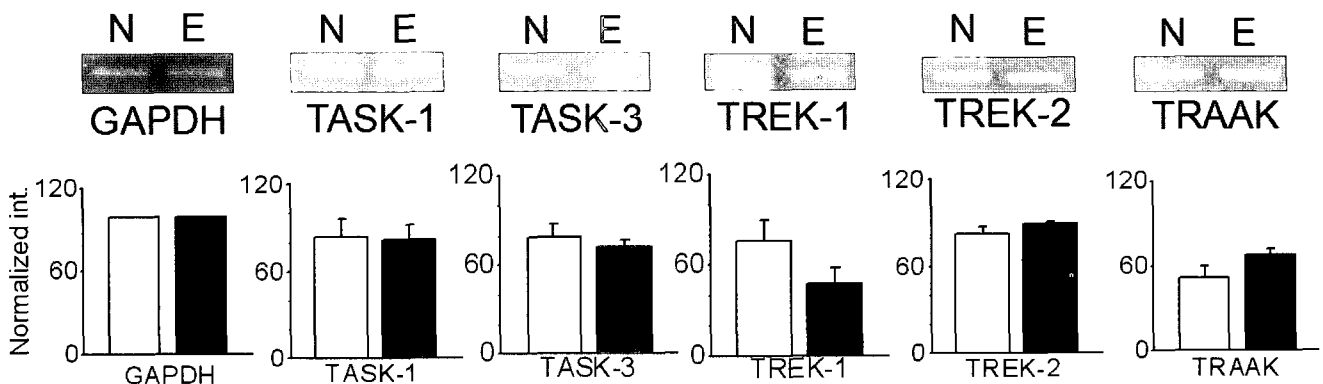 N E N E N E N E N E N E
GAPDH TASK-1 TASK-3 TREK-1 TREK-2 TRAAK
Normalized int.
120 120 120 120 120 120
60 60 60 60 60 60
0 0 0 0 0 0
GAPDH TASK-1 TASK-3 TREK-1 TREK-2 TRAAK